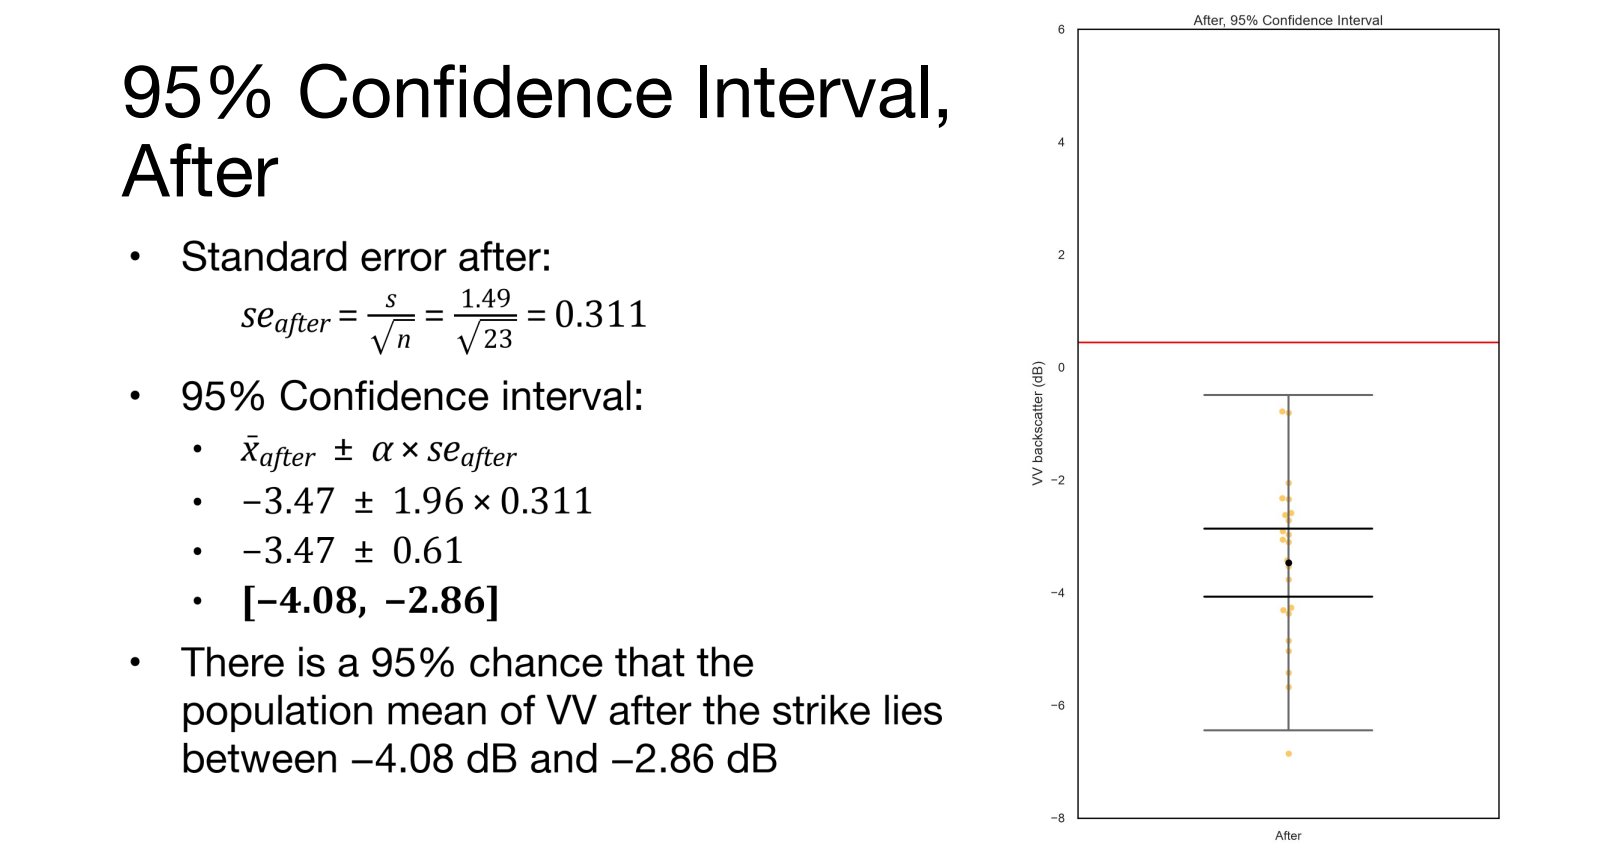 95% Confidence Interval,
After
• Standard error after:
se_after = s/√n = 1.49/√23 = 0.311
• 95% Confidence interval:
• x̄_after ± α × se_after
• −3.47 ± 1.96 × 0.311
• −3.47 ± 0.61
• [−4.08, −2.86]
• There is a 95% chance that the
population mean of VV after the strike lies
between −4.08 dB and −2.86 dB
After, 95% Confidence Interval
6
4
2
0
−2
−4
−6
−8
VV backscatter (dB)
After